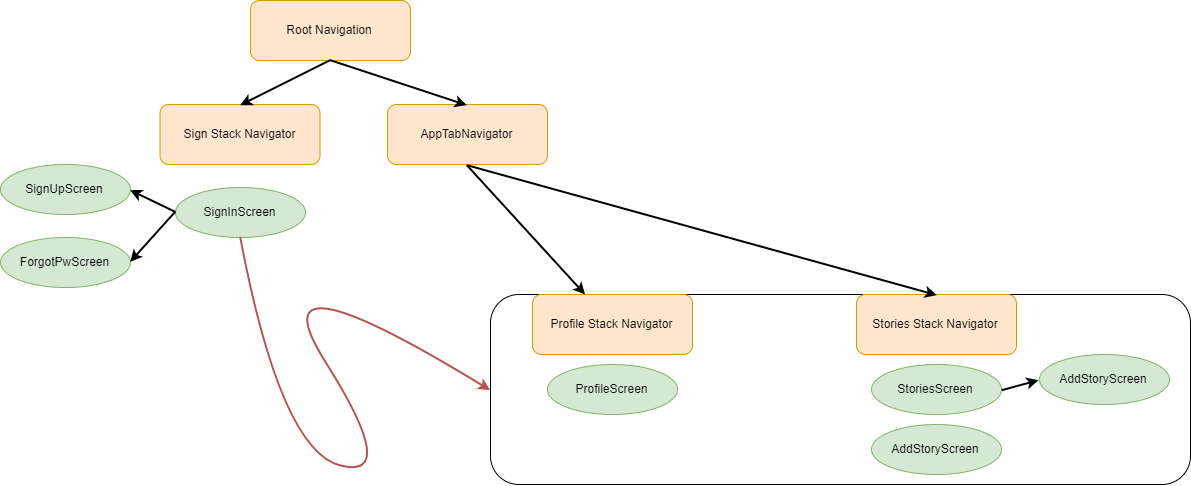 Root Navigation
Sign Stack Navigator
AppTabNavigator
SignUpScreen
SignInScreen
ForgotPwScreen
Profile Stack Navigator
Stories Stack Navigator
ProfileScreen
StoriesScreen
AddStoryScreen
AddStoryScreen